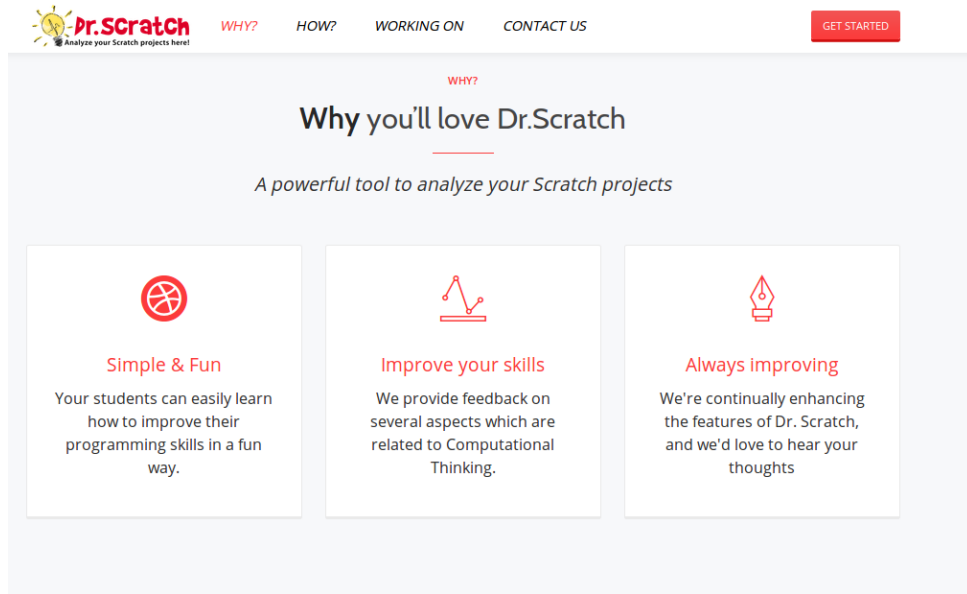 Dr.Scratch
Analyze your Scratch projects here!
WHY?
HOW?
WORKING ON
CONTACT US
GET STARTED
WHY?
Why you'll love Dr.Scratch
A powerful tool to analyze your Scratch projects
Simple & Fun
Your students can easily learn
how to improve their
programming skills in a fun
way.
Improve your skills
We provide feedback on
several aspects which are
related to Computational
Thinking.
Always improving
We're continually enhancing
the features of Dr. Scratch,
and we'd love to hear your
thoughts